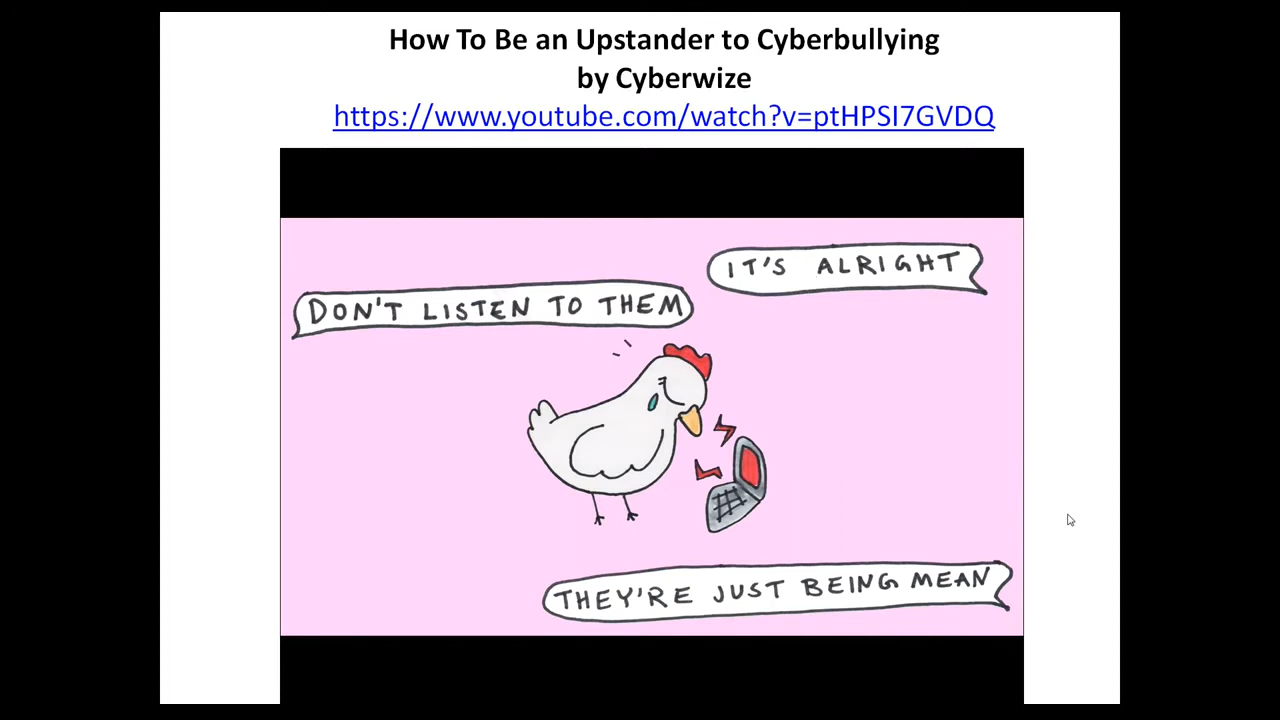 How To Be an Upstander to Cyberbullying
by Cyberwize
https://www.youtube.com/watch?v=ptHPSI7GVDQ
IT'S ALRIGHT
DON'T LISTEN TO THEM
THEY'RE JUST BEING MEAN